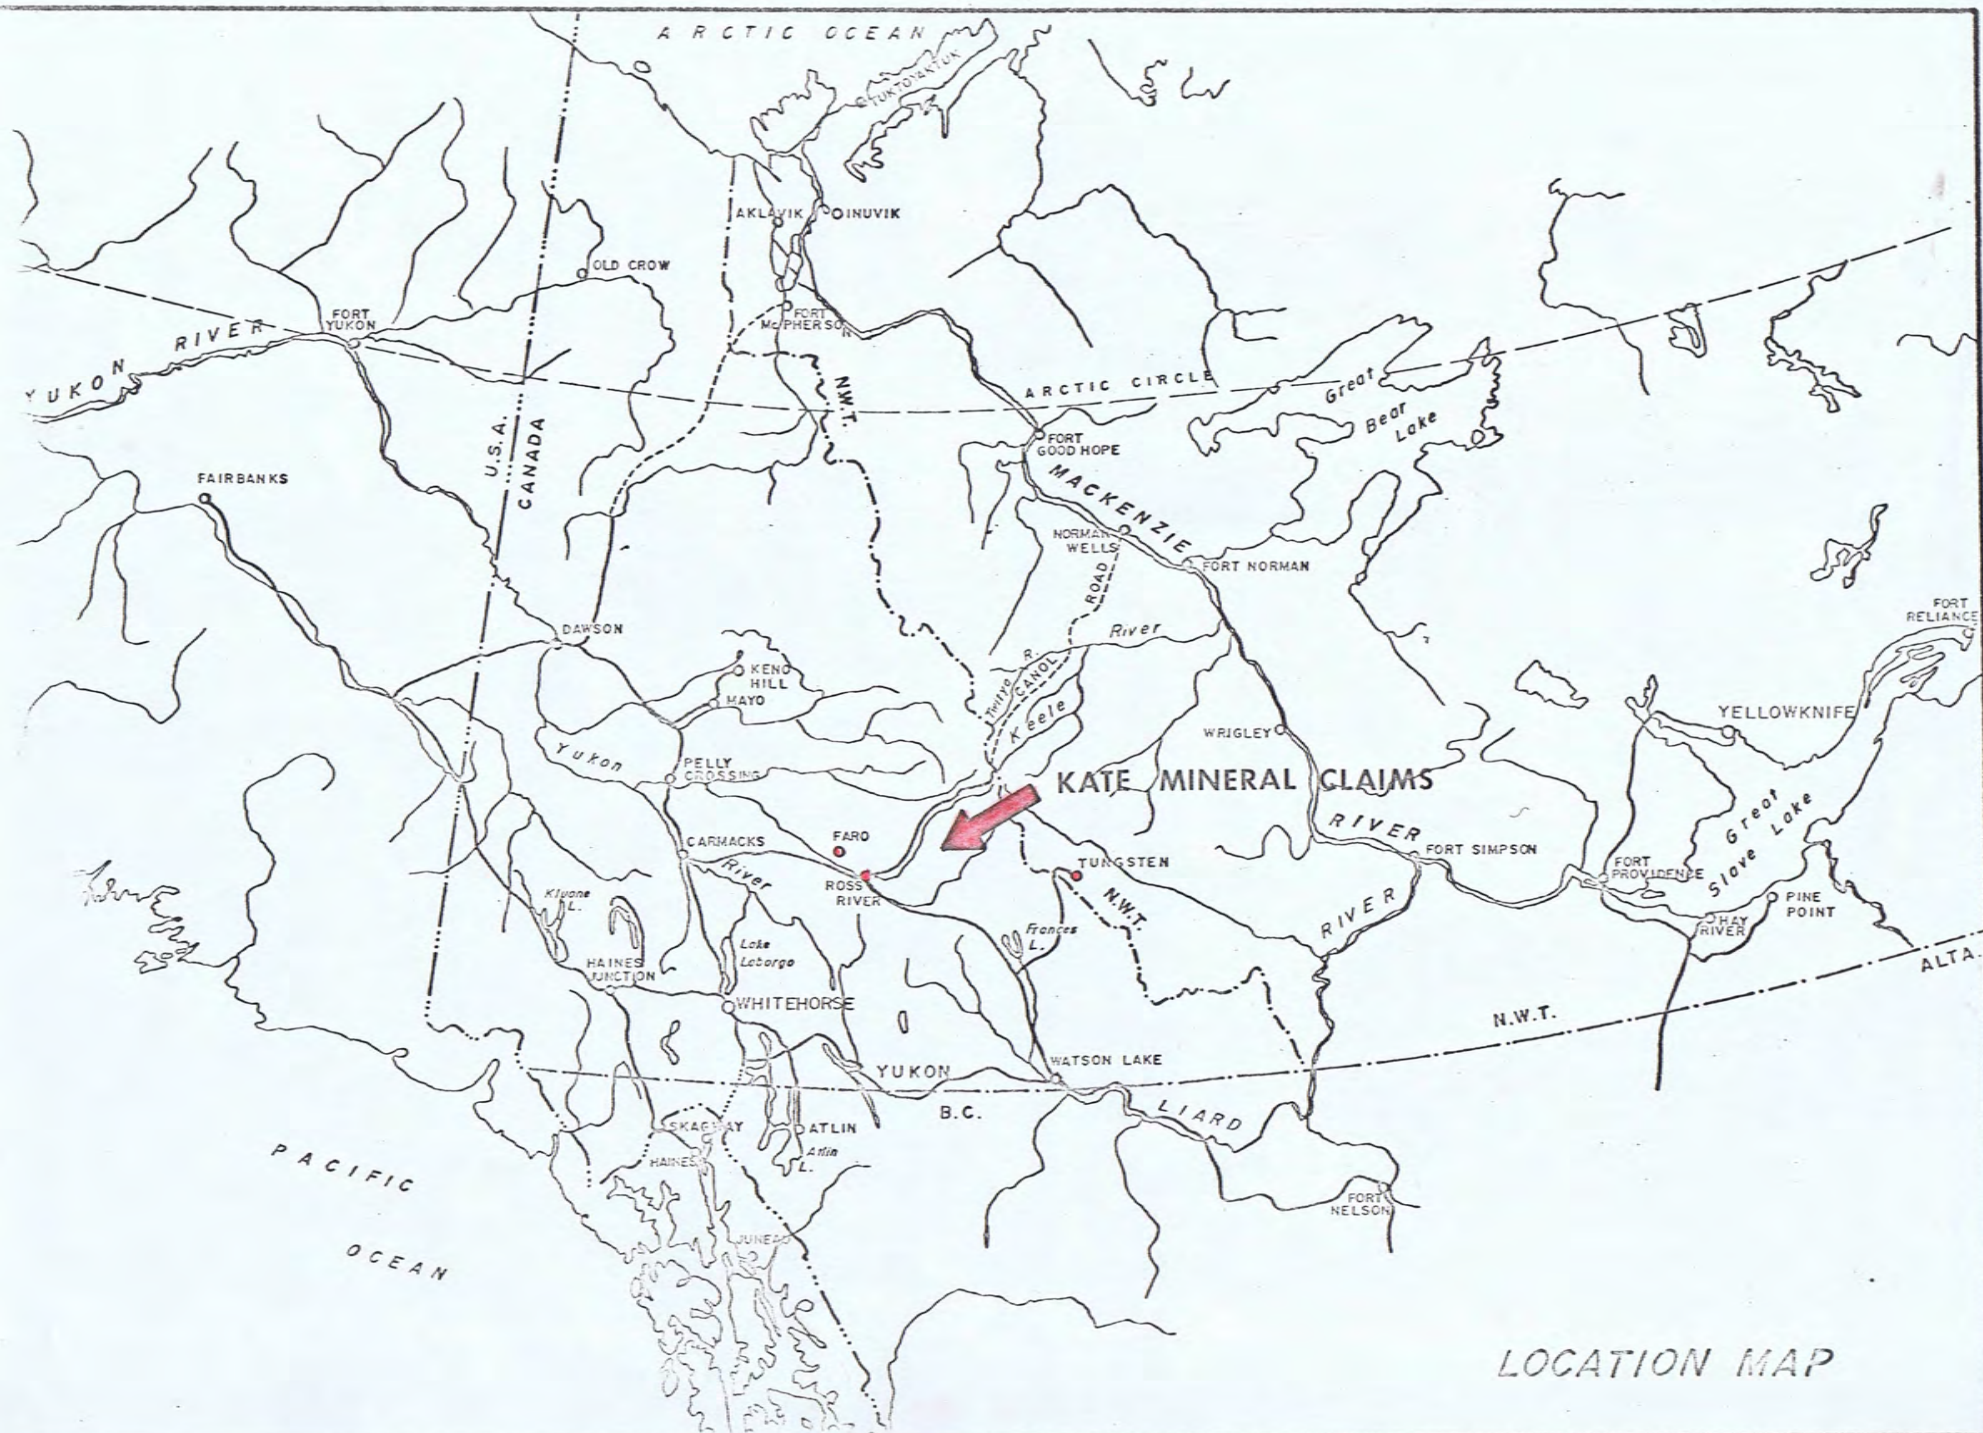 ARCTIC OCEAN
TUKTOYAKTUK
AKLAVIK
INUVIK
OLD CROW
FORT
YUKON
FORT
McPHERSON
YUKON RIVER
N.W.T.
ARCTIC CIRCLE
Great
Bear
Lake
U.S.A.
CANADA
FORT
GOOD HOPE
FAIRBANKS
MACKENZIE
NORMAN
WELLS
FORT NORMAN
ROAD
FORT
RELIANCE
DAWSON
River
R.
CANOL
KENO
HILL
MAYO
Keele
YELLOWKNIFE
WRIGLEY
Yukon
PELLY
CROSSING
KATE MINERAL CLAIMS
Great
Slave Lake
RIVER
FARO
CARMACKS
River
FORT SIMPSON
TUNGSTEN
FORT
PROVIDENCE
ROSS
RIVER
Kluane
L.
N.W.T.
RIVER
PINE
POINT
HAY
RIVER
Frances
L.
Lake
Laberge
HAINES
JUNCTION
ALTA.
WHITEHORSE
N.W.T.
WATSON LAKE
YUKON
B.C.
LIARD
SKAGWAY
ATLIN
Atlin
L.
HAINES
PACIFIC
OCEAN
FORT
NELSON
JUNEAU
LOCATION MAP